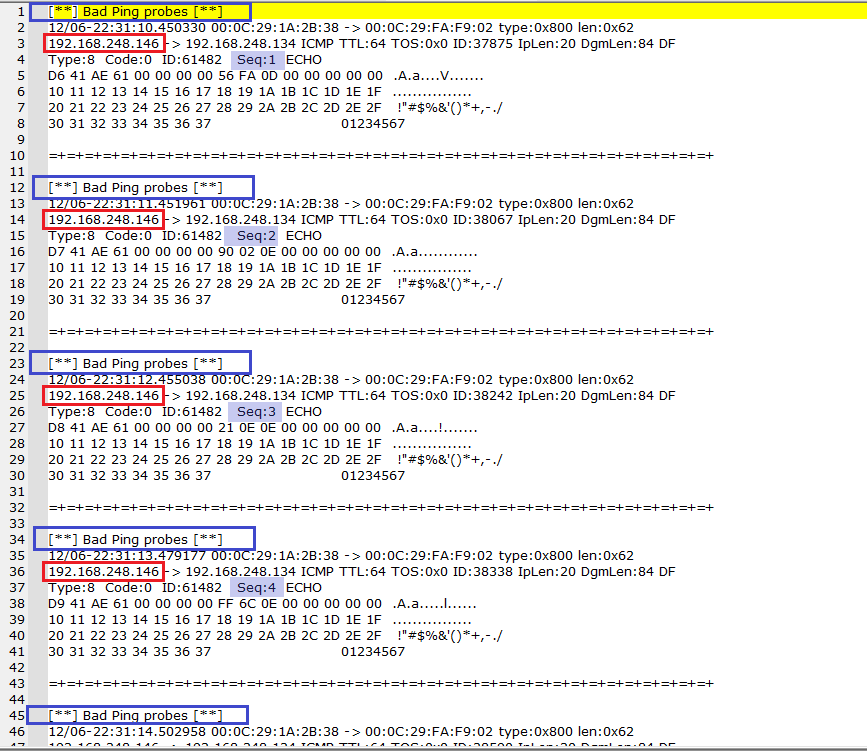 1 [**] Bad Ping probes [**]
2 12/06-22:31:10.450330 00:0C:29:1A:2B:38 -> 00:0C:29:FA:F9:02 type:0x800 len:0x62
3 192.168.248.146 -> 192.168.248.134 ICMP TTL:64 TOS:0x0 ID:37875 IpLen:20 DgmLen:84 DF
4 Type:8 Code:0 ID:61482 Seq:1 ECHO
5 D6 41 AE 61 00 00 00 00 56 FA 0D 00 00 00 00 00 .A.a....V.......
6 10 11 12 13 14 15 16 17 18 19 1A 1B 1C 1D 1E 1F ................
7 20 21 22 23 24 25 26 27 28 29 2A 2B 2C 2D 2E 2F !"#$%&'()*+,-./
8 30 31 32 33 34 35 36 37 01234567
9
10 =+=+=+=+=+=+=+=+=+=+=+=+=+=+=+=+=+=+=+=+=+=+=+=+=+=+=+=+=+=+=+=+=+=+=+=+=+
11
12 [**] Bad Ping probes [**]
13 12/06-22:31:11.451961 00:0C:29:1A:2B:38 -> 00:0C:29:FA:F9:02 type:0x800 len:0x62
14 192.168.248.146 -> 192.168.248.134 ICMP TTL:64 TOS:0x0 ID:38067 IpLen:20 DgmLen:84 DF
15 Type:8 Code:0 ID:61482 Seq:2 ECHO
16 D7 41 AE 61 00 00 00 00 90 02 0E 00 00 00 00 00 .A.a............
17 10 11 12 13 14 15 16 17 18 19 1A 1B 1C 1D 1E 1F ................
18 20 21 22 23 24 25 26 27 28 29 2A 2B 2C 2D 2E 2F !"#$%&'()*+,-./
19 30 31 32 33 34 35 36 37 01234567
20
21 =+=+=+=+=+=+=+=+=+=+=+=+=+=+=+=+=+=+=+=+=+=+=+=+=+=+=+=+=+=+=+=+=+=+=+=+=+
22
23 [**] Bad Ping probes [**]
24 12/06-22:31:12.455038 00:0C:29:1A:2B:38 -> 00:0C:29:FA:F9:02 type:0x800 len:0x62
25 192.168.248.146 -> 192.168.248.134 ICMP TTL:64 TOS:0x0 ID:38242 IpLen:20 DgmLen:84 DF
26 Type:8 Code:0 ID:61482 Seq:3 ECHO
27 D8 41 AE 61 00 00 00 00 21 0E 0E 00 00 00 00 00 .A.a....!.......
28 10 11 12 13 14 15 16 17 18 19 1A 1B 1C 1D 1E 1F ................
29 20 21 22 23 24 25 26 27 28 29 2A 2B 2C 2D 2E 2F !"#$%&'()*+,-./
30 30 31 32 33 34 35 36 37 01234567
31
32 =+=+=+=+=+=+=+=+=+=+=+=+=+=+=+=+=+=+=+=+=+=+=+=+=+=+=+=+=+=+=+=+=+=+=+=+=+
33
34 [**] Bad Ping probes [**]
35 12/06-22:31:13.479177 00:0C:29:1A:2B:38 -> 00:0C:29:FA:F9:02 type:0x800 len:0x62
36 192.168.248.146 -> 192.168.248.134 ICMP TTL:64 TOS:0x0 ID:38338 IpLen:20 DgmLen:84 DF
37 Type:8 Code:0 ID:61482 Seq:4 ECHO
38 D9 41 AE 61 00 00 00 00 FF 6C 0E 00 00 00 00 00 .A.a.....l......
39 10 11 12 13 14 15 16 17 18 19 1A 1B 1C 1D 1E 1F ................
40 20 21 22 23 24 25 26 27 28 29 2A 2B 2C 2D 2E 2F !"#$%&'()*+,-./
41 30 31 32 33 34 35 36 37 01234567
42
43 =+=+=+=+=+=+=+=+=+=+=+=+=+=+=+=+=+=+=+=+=+=+=+=+=+=+=+=+=+=+=+=+=+=+=+=+=+
44
45 [**] Bad Ping probes [**]
46 12/06-22:31:14.502958 00:0C:29:1A:2B:38 -> 00:0C:29:FA:F9:02 type:0x800 len:0x62